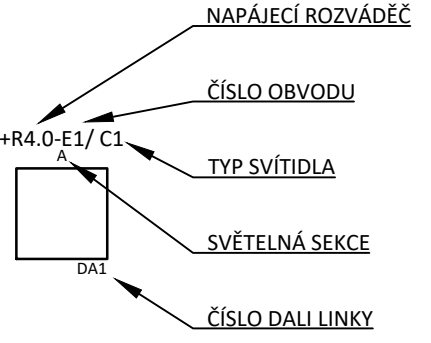 NAPÁJECÍ ROZVÁDĚČ
ČÍSLO OBVODU
+R4.0-E1/ C1
A
TYP SVÍTIDLA
SVĚTELNÁ SEKCE
DA1
ČÍSLO DALI LINKY